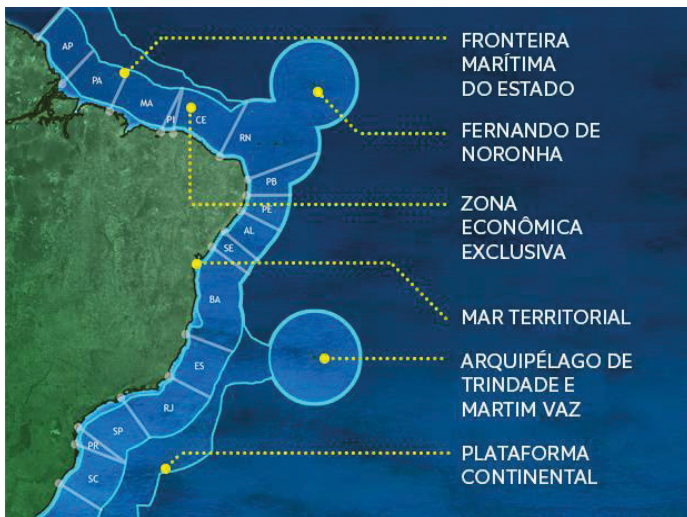 AP
PA
MA
PI
CE
RN
PB
PE
AL
SE
BA
ES
RJ
SP
PR
SC
FRONTEIRA
MARÍTIMA
DO ESTADO
FERNANDO DE
NORONHA
ZONA
ECONÔMICA
EXCLUSIVA
MAR TERRITORIAL
ARQUIPÉLAGO DE
TRINDADE E
MARTIM VAZ
PLATAFORMA
CONTINENTAL